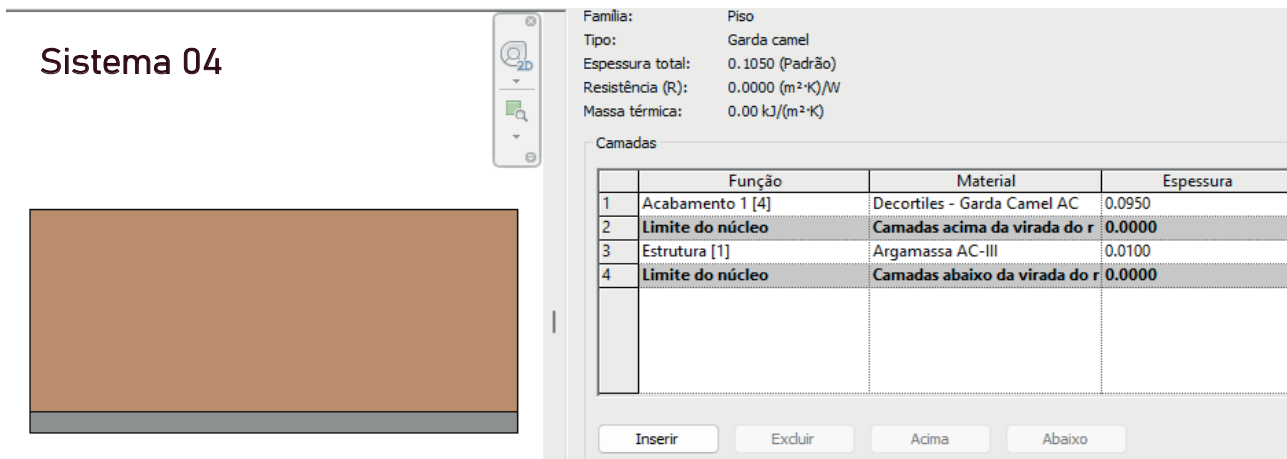 Sistema 04
2D
Família: Piso
Tipo: Garda camel
Espessura total: 0.1050 (Padrão)
Resistência (R): 0.0000 (m²·K)/W
Massa térmica: 0.00 kJ/(m²·K)
Camadas
Função Material Espessura
1 Acabamento 1 [4] Decortiles - Garda Camel AC 0.0950
2 Limite do núcleo Camadas acima da virada do r 0.0000
3 Estrutura [1] Argamassa AC-III 0.0100
4 Limite do núcleo Camadas abaixo da virada do r 0.0000
Inserir Excluir Acima Abaixo